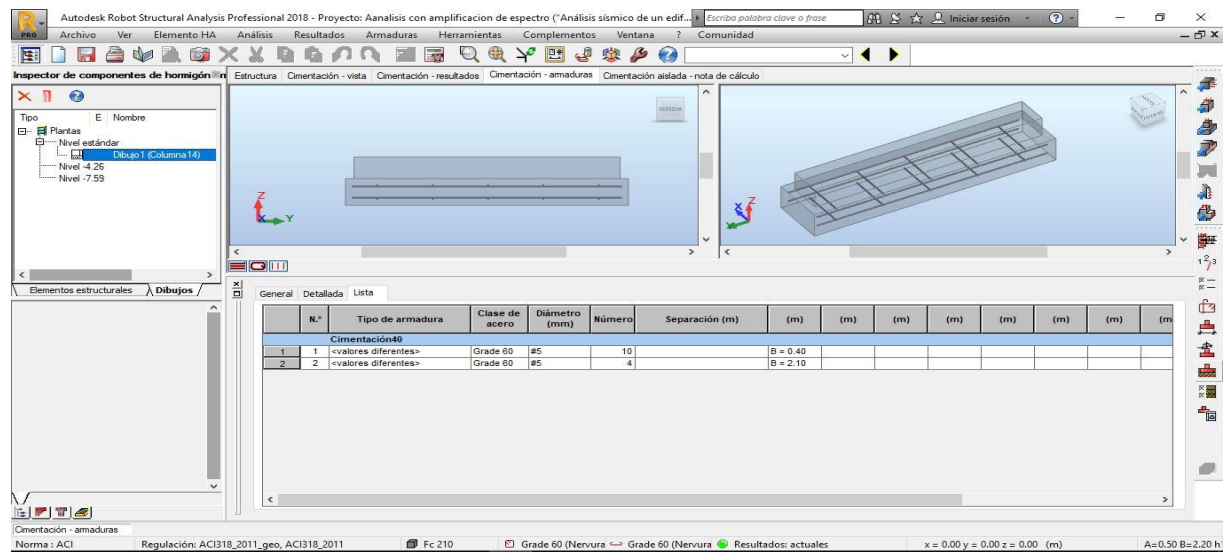 Autodesk Robot Structural Analysis Professional 2018 - Proyecto: Aanalisis con amplificacion de espectro ("Análisis sísmico de un edif... Escriba palabra clave o frase Iniciar sesión
PRO Archivo Ver Elemento HA Análisis Resultados Armaduras Herramientas Complementos Ventana ? Comunidad
Inspector de componentes de hormigón
Estructura Cimentación - vista Cimentación - resultados Cimentación - armaduras Cimentación aislada - nota de cálculo
Tipo E Nombre
Plantas
Nivel estándar
Dibujo1 (Columna14)
Nivel -4.26
Nivel -7.59
DERECHA
Z
X Y
Z
X
Elementos estructurales Dibujos
General Detallada Lista
N.º Tipo de armadura Clase de acero Diámetro (mm) Número Separación (m) (m) (m) (m) (m) (m) (m) (m) (m
Cimentación40
1 1 <valores diferentes> Grade 60 #5 10 B = 0.40
2 2 <valores diferentes> Grade 60 #5 4 B = 2.10
Cimentación - armaduras
Norma : ACI Regulación: ACI318_2011_geo, ACI318_2011 Fc 210 Grade 60 (Nervura Grade 60 (Nervura Resultados: actuales x = 0.00 y = 0.00 z = 0.00 (m) A=0.50 B=2.20 h